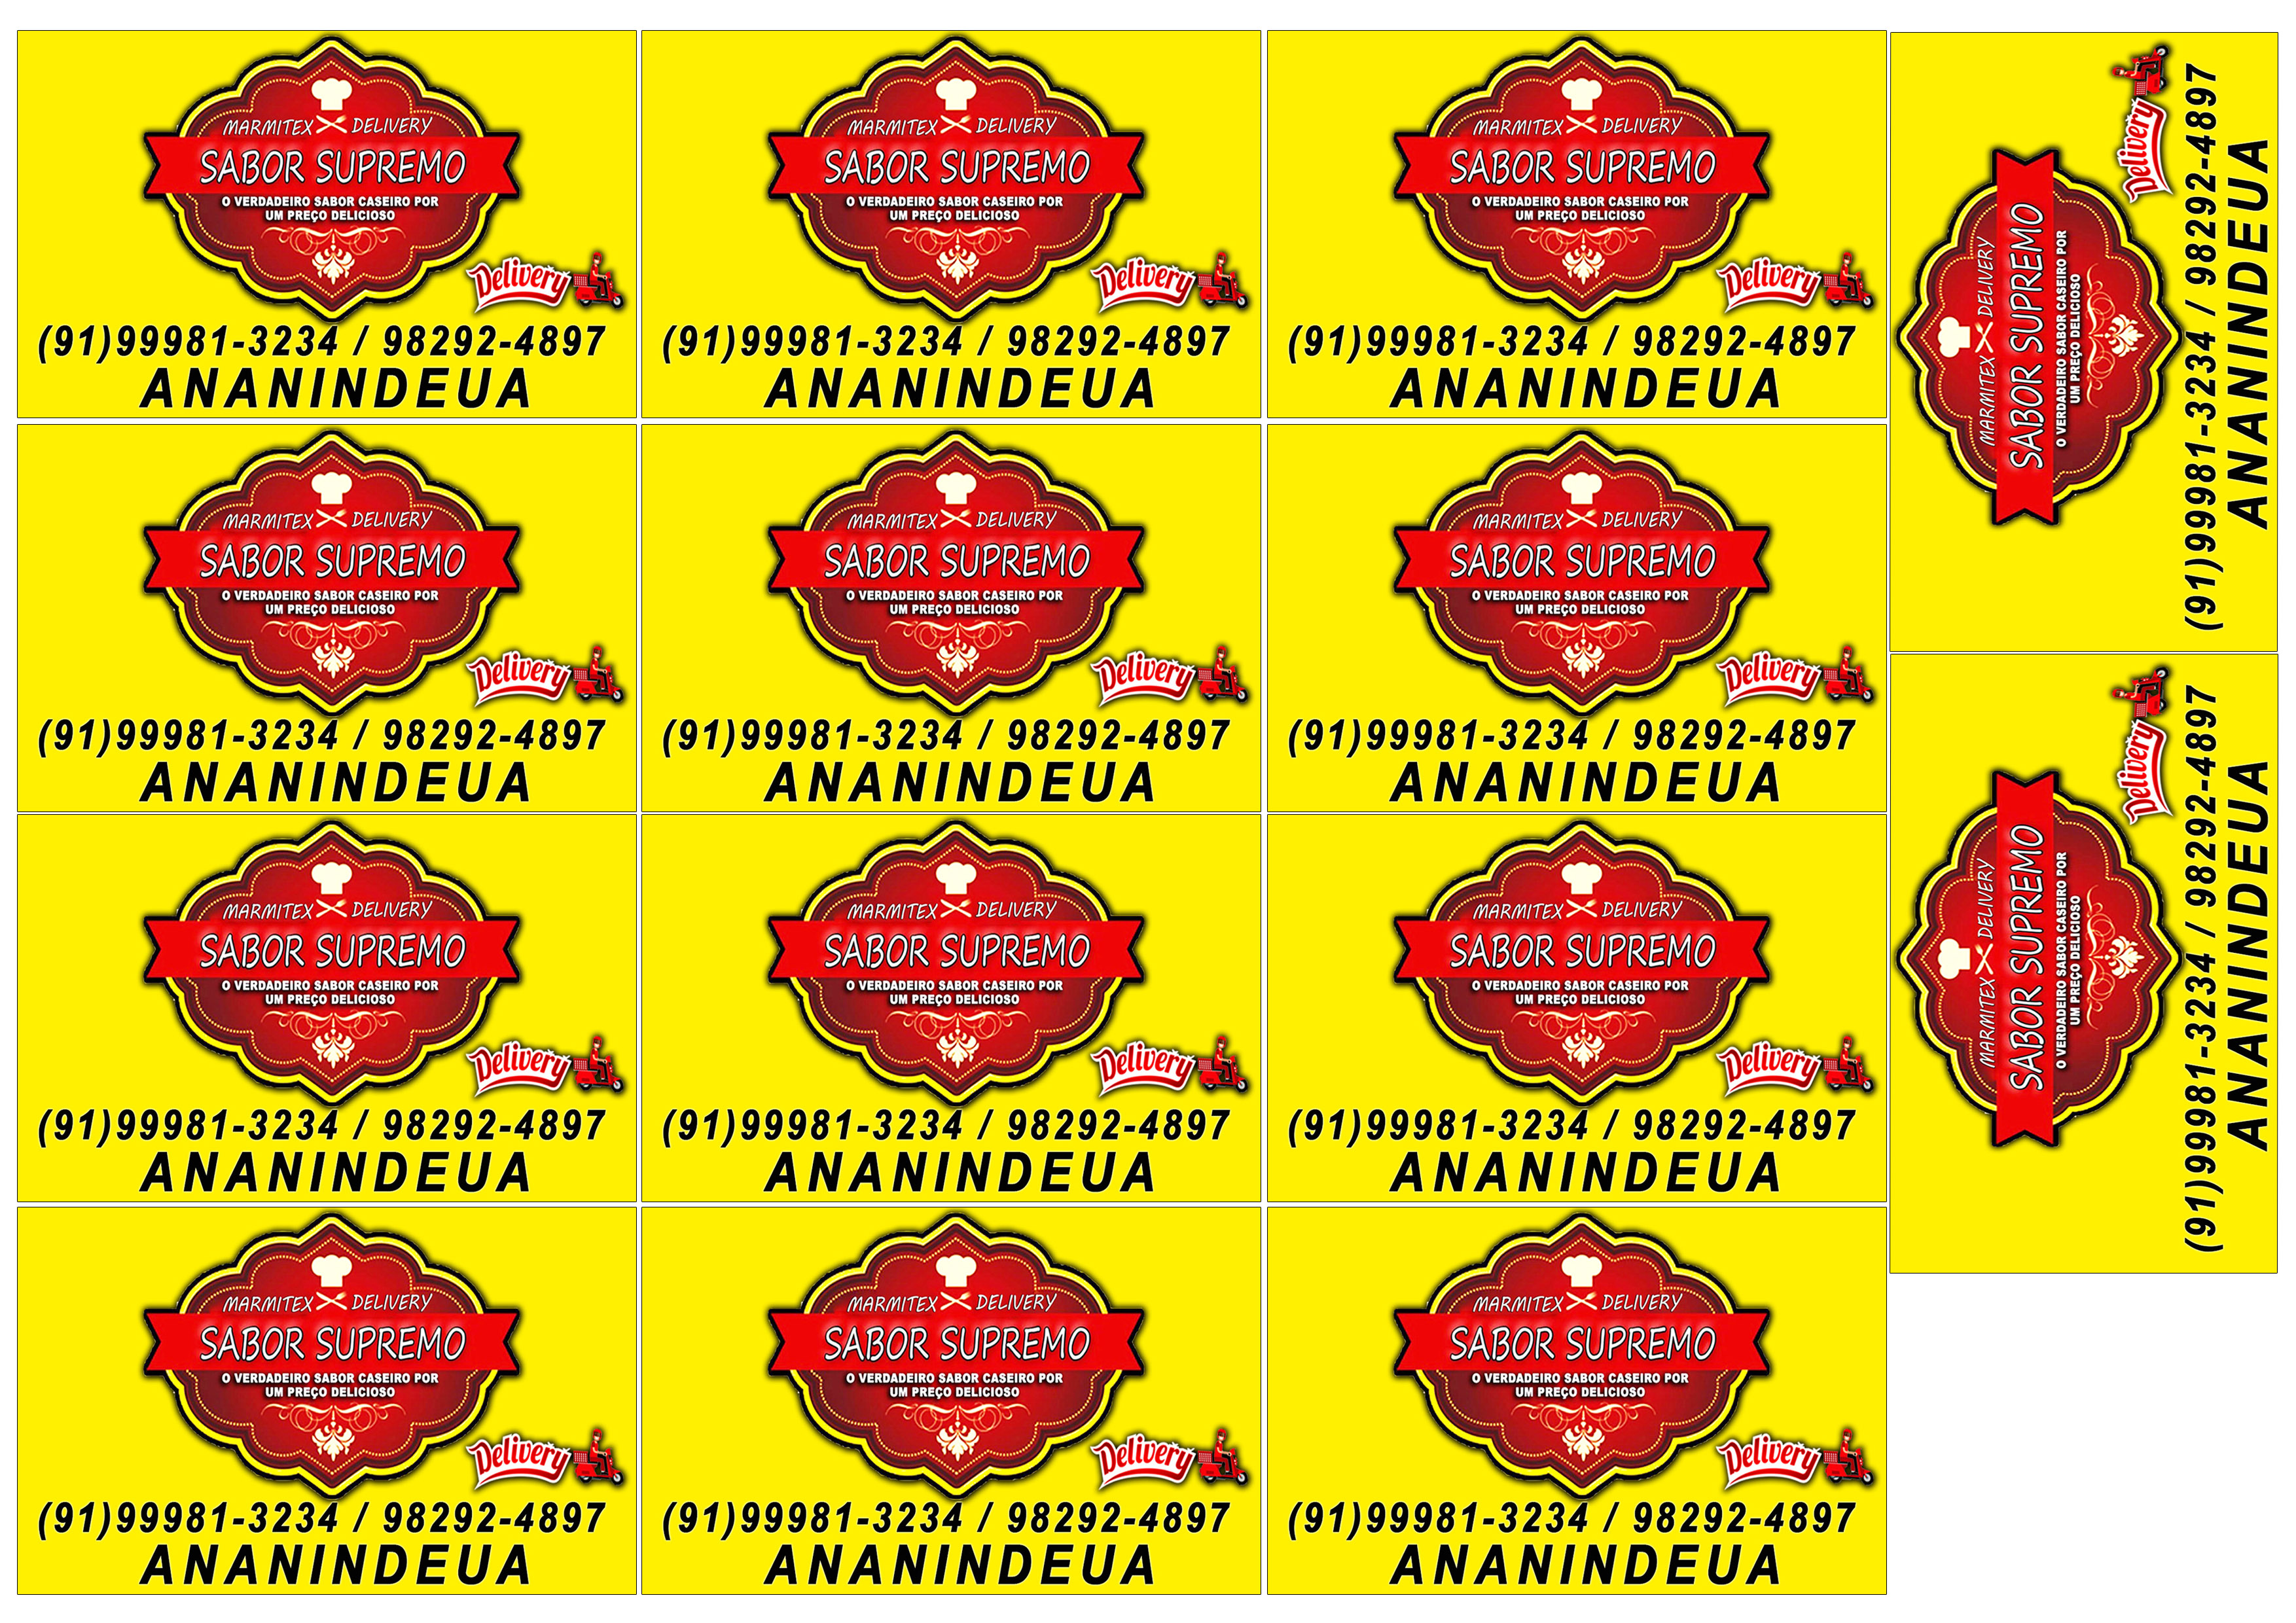 MARMITEX DELIVERY
SABOR SUPREMO
O VERDADEIRO SABOR CASEIRO POR
UM PREÇO DELICIOSO
Delivery
(91)99981-3234 / 98292-4897
ANANINDEUA
MARMITEX DELIVERY
SABOR SUPREMO
O VERDADEIRO SABOR CASEIRO POR
UM PREÇO DELICIOSO
Delivery
(91)99981-3234 / 98292-4897
ANANINDEUA
MARMITEX DELIVERY
SABOR SUPREMO
O VERDADEIRO SABOR CASEIRO POR
UM PREÇO DELICIOSO
Delivery
(91)99981-3234 / 98292-4897
ANANINDEUA
MARMITEX DELIVERY
SABOR SUPREMO
O VERDADEIRO SABOR CASEIRO POR
UM PREÇO DELICIOSO
Delivery
(91)99981-3234 / 98292-4897
ANANINDEUA
MARMITEX DELIVERY
SABOR SUPREMO
O VERDADEIRO SABOR CASEIRO POR
UM PREÇO DELICIOSO
Delivery
(91)99981-3234 / 98292-4897
ANANINDEUA
MARMITEX DELIVERY
SABOR SUPREMO
O VERDADEIRO SABOR CASEIRO POR
UM PREÇO DELICIOSO
Delivery
(91)99981-3234 / 98292-4897
ANANINDEUA
MARMITEX DELIVERY
SABOR SUPREMO
O VERDADEIRO SABOR CASEIRO POR
UM PREÇO DELICIOSO
Delivery
(91)99981-3234 / 98292-4897
ANANINDEUA
MARMITEX DELIVERY
SABOR SUPREMO
O VERDADEIRO SABOR CASEIRO POR
UM PREÇO DELICIOSO
Delivery
(91)99981-3234 / 98292-4897
ANANINDEUA
MARMITEX DELIVERY
SABOR SUPREMO
O VERDADEIRO SABOR CASEIRO POR
UM PREÇO DELICIOSO
Delivery
(91)99981-3234 / 98292-4897
ANANINDEUA
MARMITEX DELIVERY
SABOR SUPREMO
O VERDADEIRO SABOR CASEIRO POR
UM PREÇO DELICIOSO
Delivery
(91)99981-3234 / 98292-4897
ANANINDEUA
MARMITEX DELIVERY
SABOR SUPREMO
O VERDADEIRO SABOR CASEIRO POR
UM PREÇO DELICIOSO
Delivery
(91)99981-3234 / 98292-4897
ANANINDEUA
MARMITEX DELIVERY
SABOR SUPREMO
O VERDADEIRO SABOR CASEIRO POR
UM PREÇO DELICIOSO
Delivery
(91)99981-3234 / 98292-4897
ANANINDEUA
MARMITEX DELIVERY
SABOR SUPREMO
O VERDADEIRO SABOR CASEIRO POR
UM PREÇO DELICIOSO
Delivery
(91)99981-3234 / 98292-4897
ANANINDEUA
MARMITEX DELIVERY
SABOR SUPREMO
O VERDADEIRO SABOR CASEIRO POR
UM PREÇO DELICIOSO
Delivery
(91)99981-3234 / 98292-4897
ANANINDEUA